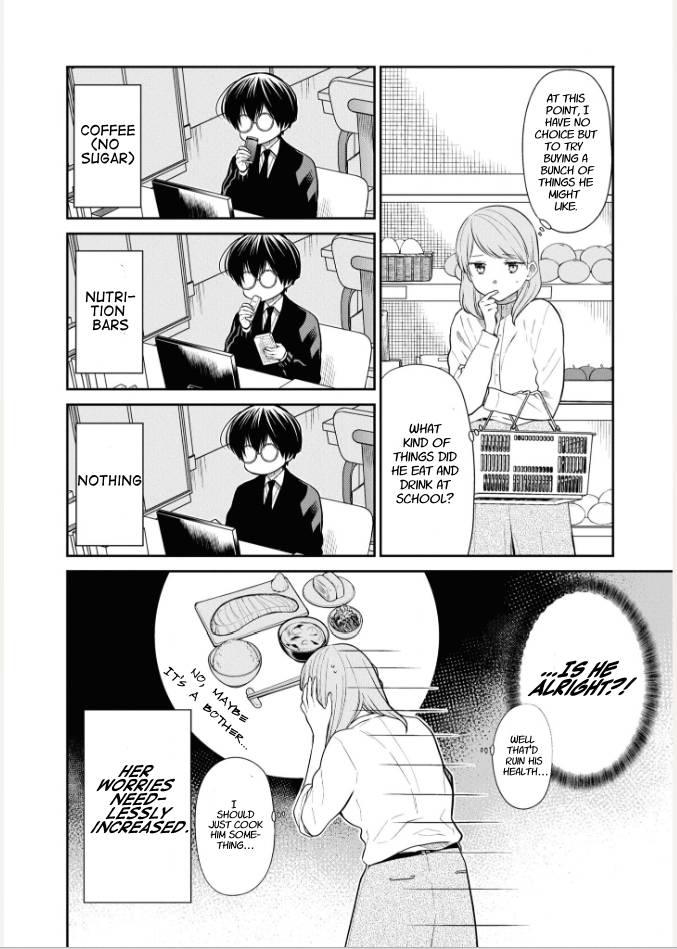 AT THIS
POINT, I
HAVE NO
CHOICE BUT
TO TRY
BUYING A
BUNCH OF
THINGS HE
MIGHT
LIKE.
WHAT
KIND OF
THINGS DID
HE EAT AND
DRINK AT
SCHOOL?
COFFEE
(NO
SUGAR)
NUTRI-
TION
BARS
NOTHING
...IS HE
ALRIGHT?!
WELL
THAT'D
RUIN HIS
HEALTH...
I
SHOULD
JUST COOK
HIM SOME-
THING...
NO, MAYBE
IT'S A BOTHER...
HER
WORRIES
NEED-
LESSLY
INCREASED.